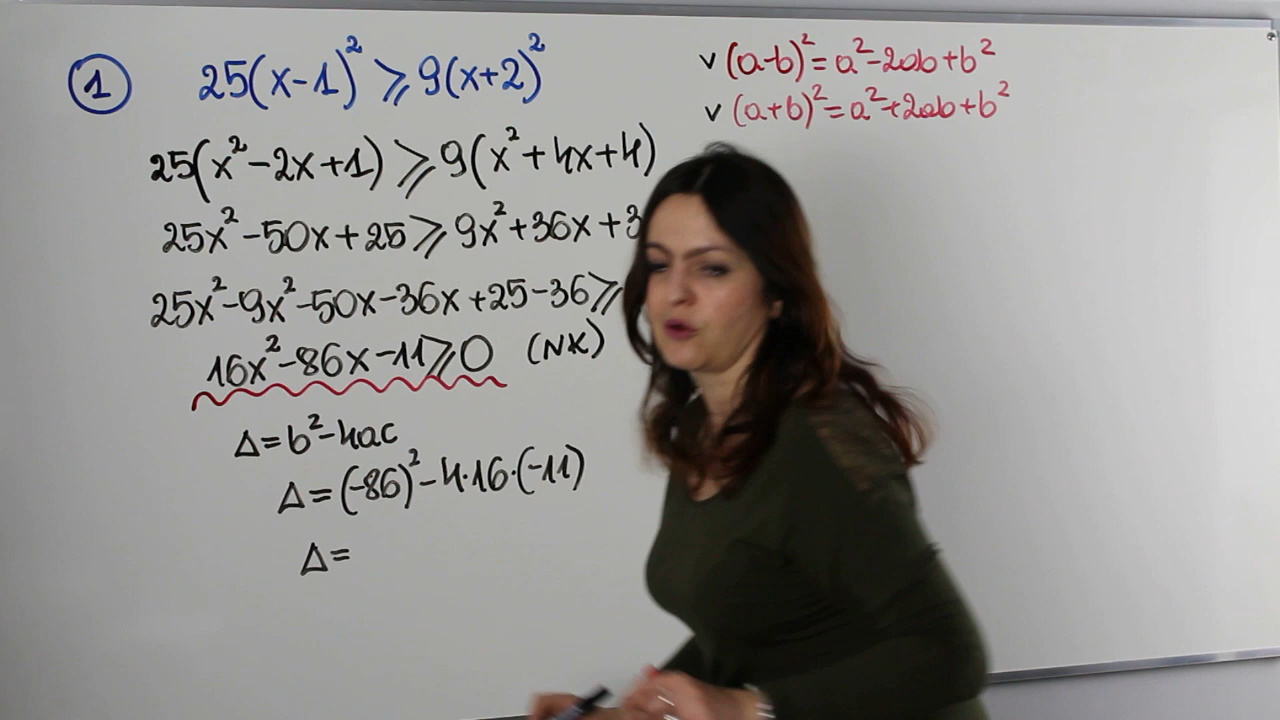 1 25(x-1)² ≥ 9(x+2)²
25(x²-2x+1) ≥ 9(x²+4x+4)
25x²-50x+25 ≥ 9x²+36x+3
25x²-9x²-50x-36x+25-36 ≥
16x²-86x-11 ≥ 0 (NK)
Δ=b²-4ac
Δ=(-86)²-4·16·(-11)
Δ=
v (a-b)²=a²-2ab+b²
v (a+b)²=a²+2ab+b²